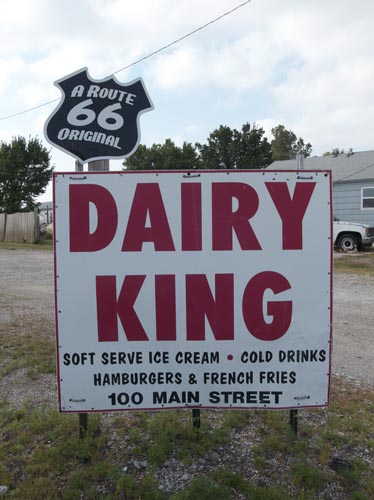 A ROUTE
66
ORIGINAL
DAIRY
KING
SOFT SERVE ICE CREAM • COLD DRINKS
HAMBURGERS & FRENCH FRIES
100 MAIN STREET